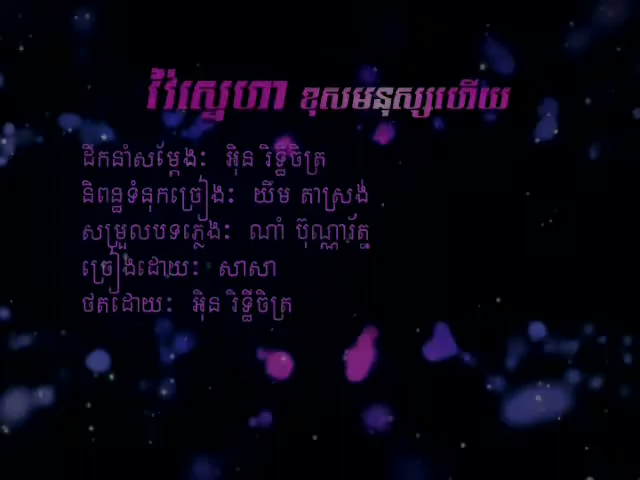 រ៉ាវ៉ៃស្នេហា ខុសមនុស្សហើយ
ដឹកនាំសម្ដែងៈ អ៊ិន រិទ្ធីចិត្រ
និពន្ធទំនុកច្រៀងៈ យឹម តាស្រង់
សម្រួលបទភ្លេងៈ ណាំ ប៊ុណ្ណារ័ត្ន
ច្រៀងដោយៈ សាសា
ថតដោយៈ អ៊ិន រិទ្ធីចិត្រ